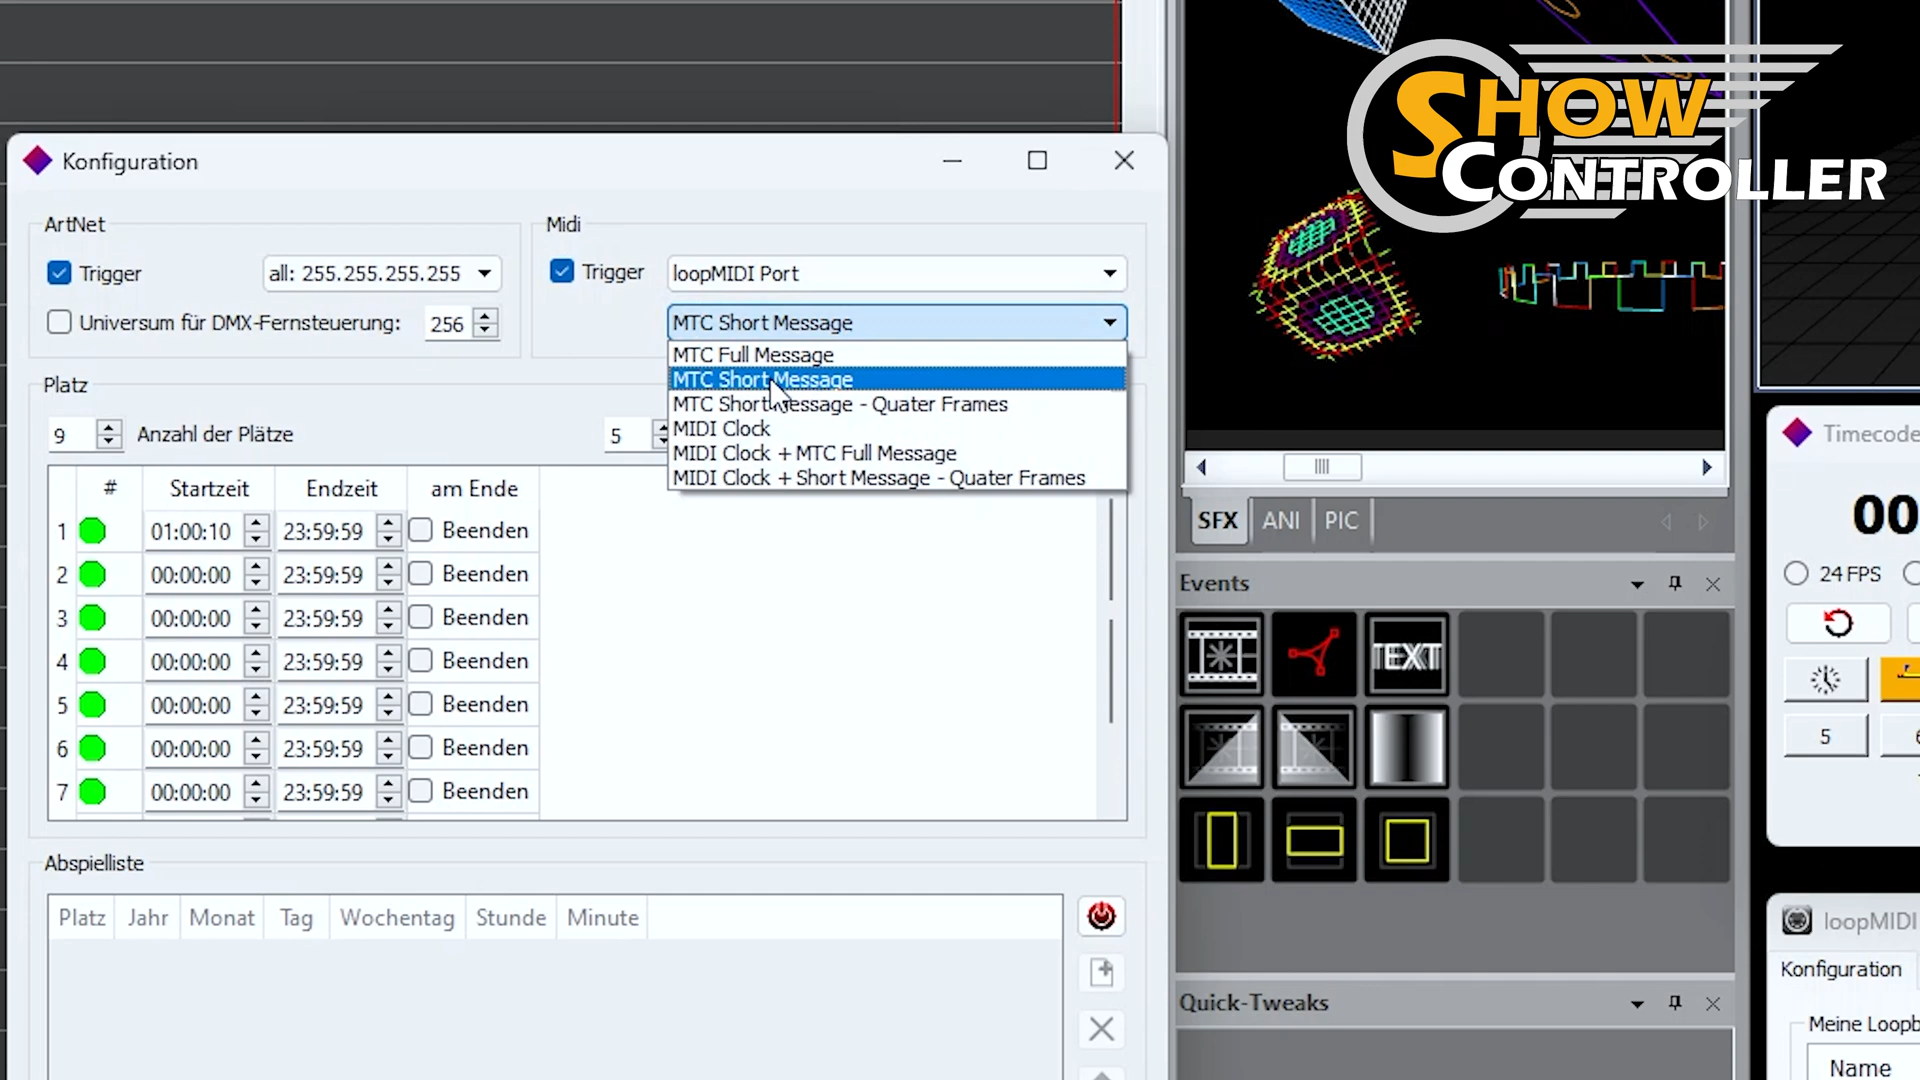 SHOW
CONTROLLER
Konfiguration
ArtNet
Trigger
all: 255.255.255.255
Universum für DMX-Fernsteuerung:
256
Midi
Trigger
loopMIDI Port
MTC Short Message
MTC Full Message
MTC Short Message
MTC Short Message - Quater Frames
MIDI Clock
MIDI Clock + MTC Full Message
MIDI Clock + Short Message - Quater Frames
Platz
9
Anzahl der Plätze
5
# Startzeit Endzeit am Ende
1 01:00:10 23:59:59 Beenden
2 00:00:00 23:59:59 Beenden
3 00:00:00 23:59:59 Beenden
4 00:00:00 23:59:59 Beenden
5 00:00:00 23:59:59 Beenden
6 00:00:00 23:59:59 Beenden
7 00:00:00 23:59:59 Beenden
Abspielliste
Platz Jahr Monat Tag Wochentag Stunde Minute
SFX ANI PIC
Events
TEXT
Quick-Tweaks
Timecode
00
24 FPS
5
loopMIDI
Konfiguration
Meine Loopb
Name